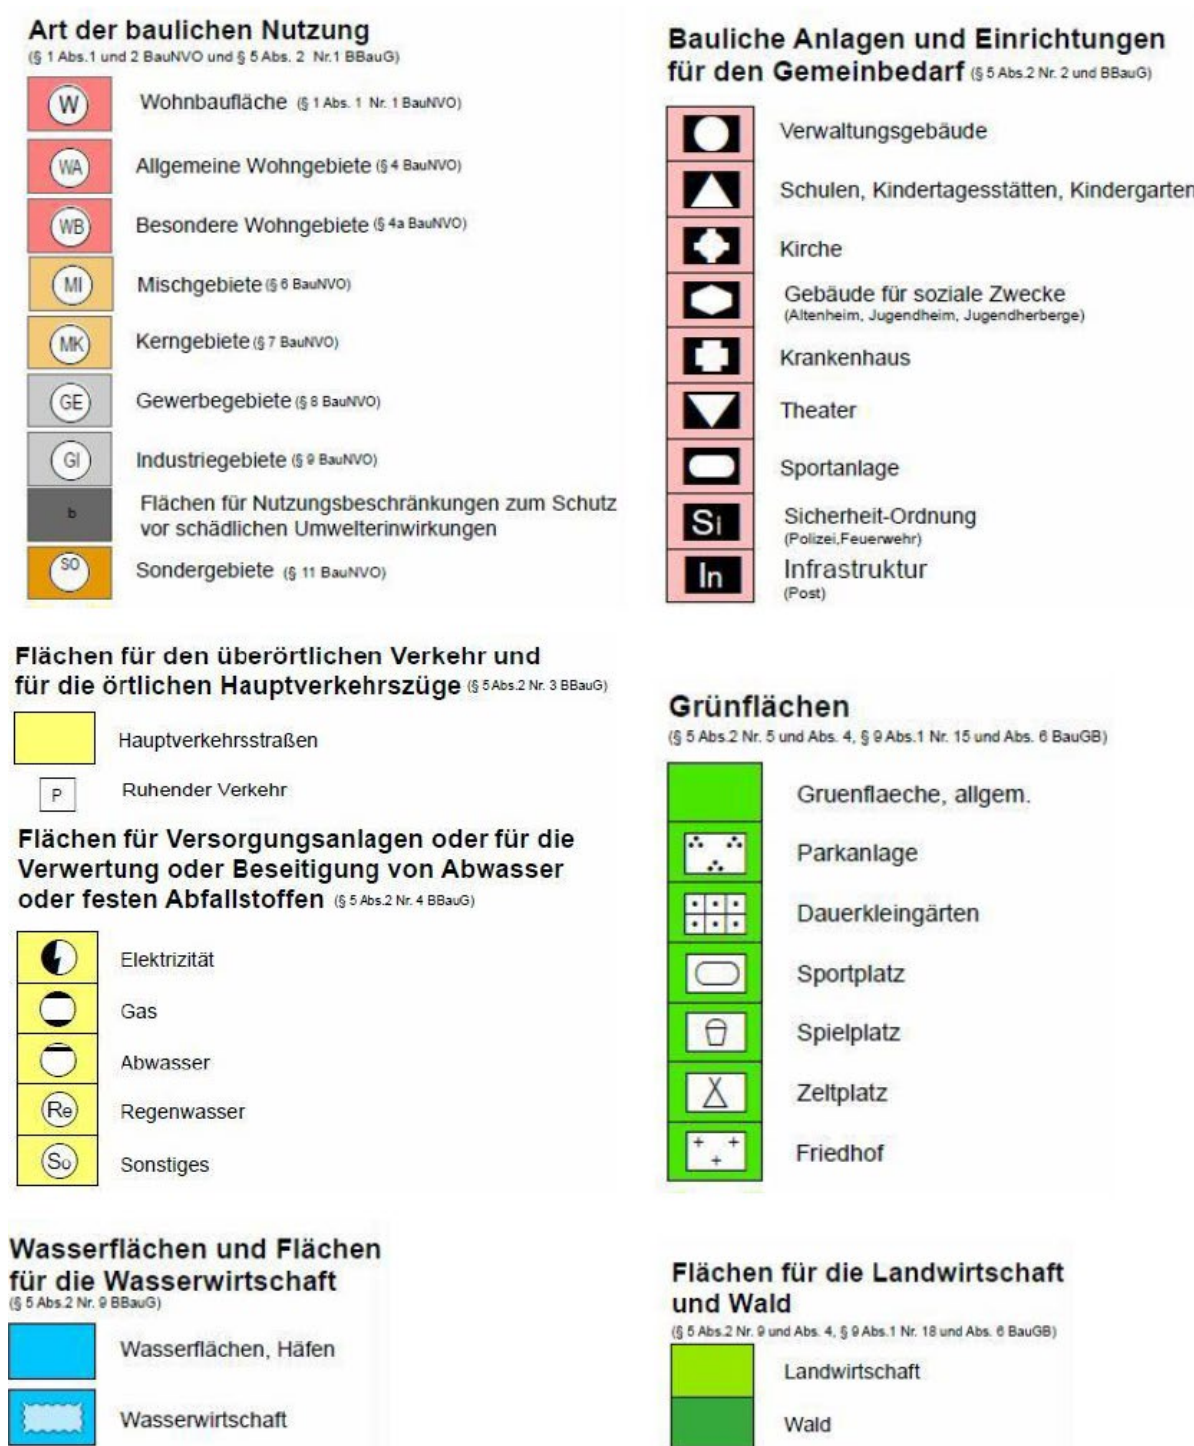 Art der baulichen Nutzung
(§ 1 Abs.1 und 2 BauNVO und § 5 Abs. 2 Nr.1 BBauG)
W Wohnbaufläche (§ 1 Abs. 1 Nr. 1 BauNVO)
WA Allgemeine Wohngebiete (§ 4 BauNVO)
WB Besondere Wohngebiete (§ 4a BauNVO)
MI Mischgebiete (§ 6 BauNVO)
MK Kerngebiete (§ 7 BauNVO)
GE Gewerbegebiete (§ 8 BauNVO)
GI Industriegebiete (§ 9 BauNVO)
b Flächen für Nutzungsbeschränkungen zum Schutz
vor schädlichen Umwelterinwirkungen
SO Sondergebiete (§ 11 BauNVO)
Bauliche Anlagen und Einrichtungen
für den Gemeinbedarf (§ 5 Abs.2 Nr. 2 und BBauG)
Verwaltungsgebäude
Schulen, Kindertagesstätten, Kindergarten
Kirche
Gebäude für soziale Zwecke
(Altenheim, Jugendheim, Jugendherberge)
Krankenhaus
Theater
Sportanlage
Si Sicherheit-Ordnung
(Polizei,Feuerwehr)
In Infrastruktur
(Post)
Flächen für den überörtlichen Verkehr und
für die örtlichen Hauptverkehrszüge (§ 5 Abs.2 Nr. 3 BBauG)
Hauptverkehrsstraßen
P Ruhender Verkehr
Flächen für Versorgungsanlagen oder für die
Verwertung oder Beseitigung von Abwasser
oder festen Abfallstoffen (§ 5 Abs.2 Nr. 4 BBauG)
Elektrizität
Gas
Abwasser
Re Regenwasser
So Sonstiges
Grünflächen
(§ 5 Abs.2 Nr. 5 und Abs. 4, § 9 Abs.1 Nr. 15 und Abs. 6 BauGB)
Gruenflaeche, allgem.
Parkanlage
Dauerkleingärten
Sportplatz
Spielplatz
Zeltplatz
Friedhof
Wasserflächen und Flächen
für die Wasserwirtschaft
(§ 5 Abs.2 Nr. 9 BBauG)
Wasserflächen, Häfen
Wasserwirtschaft
Flächen für die Landwirtschaft
und Wald
(§ 5 Abs.2 Nr. 9 und Abs. 4, § 9 Abs.1 Nr. 18 und Abs. 6 BauGB)
Landwirtschaft
Wald